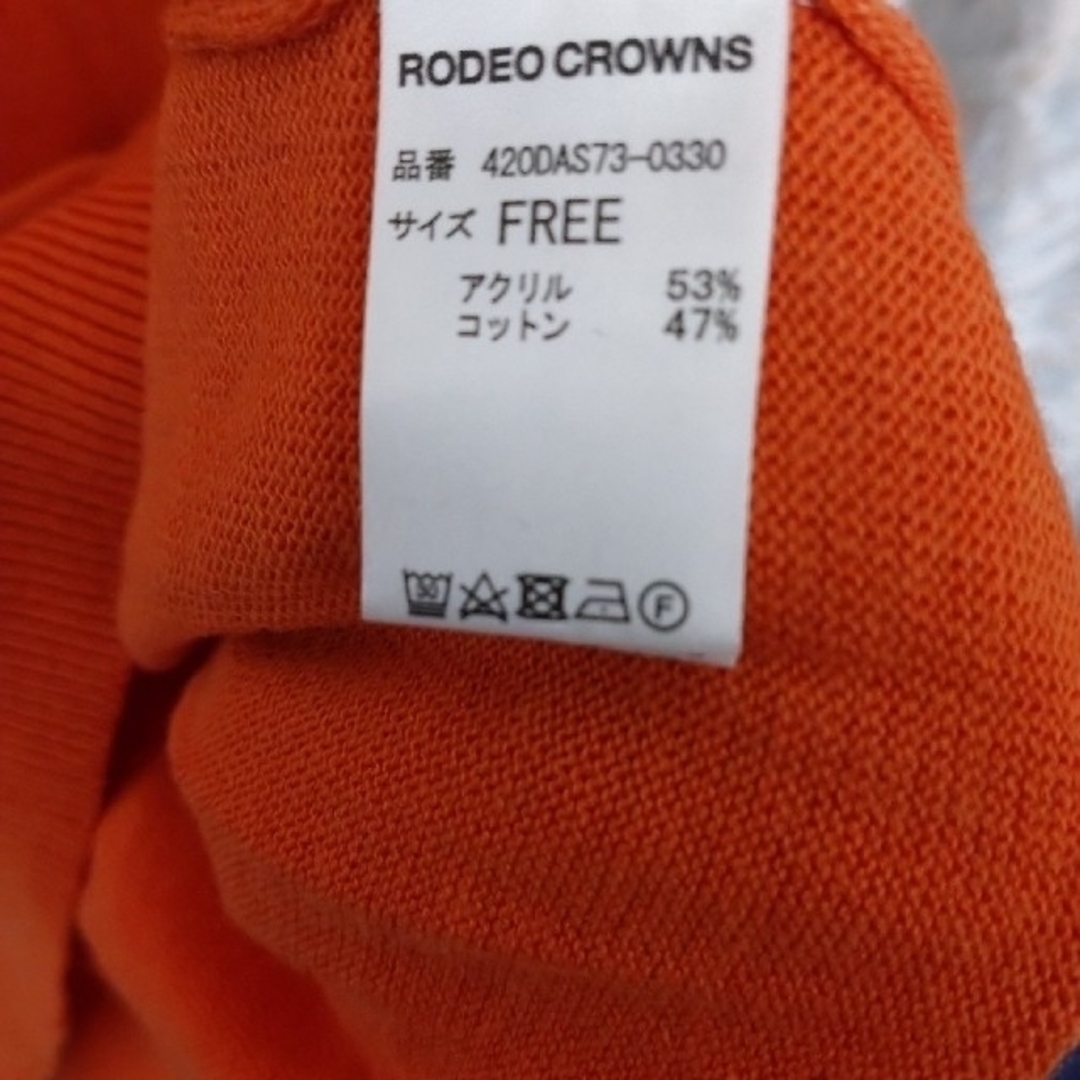 RODEO CROWNS
品番 420DAS73-0330
サイズ FREE
アクリル 53%
コットン 47%
30
F